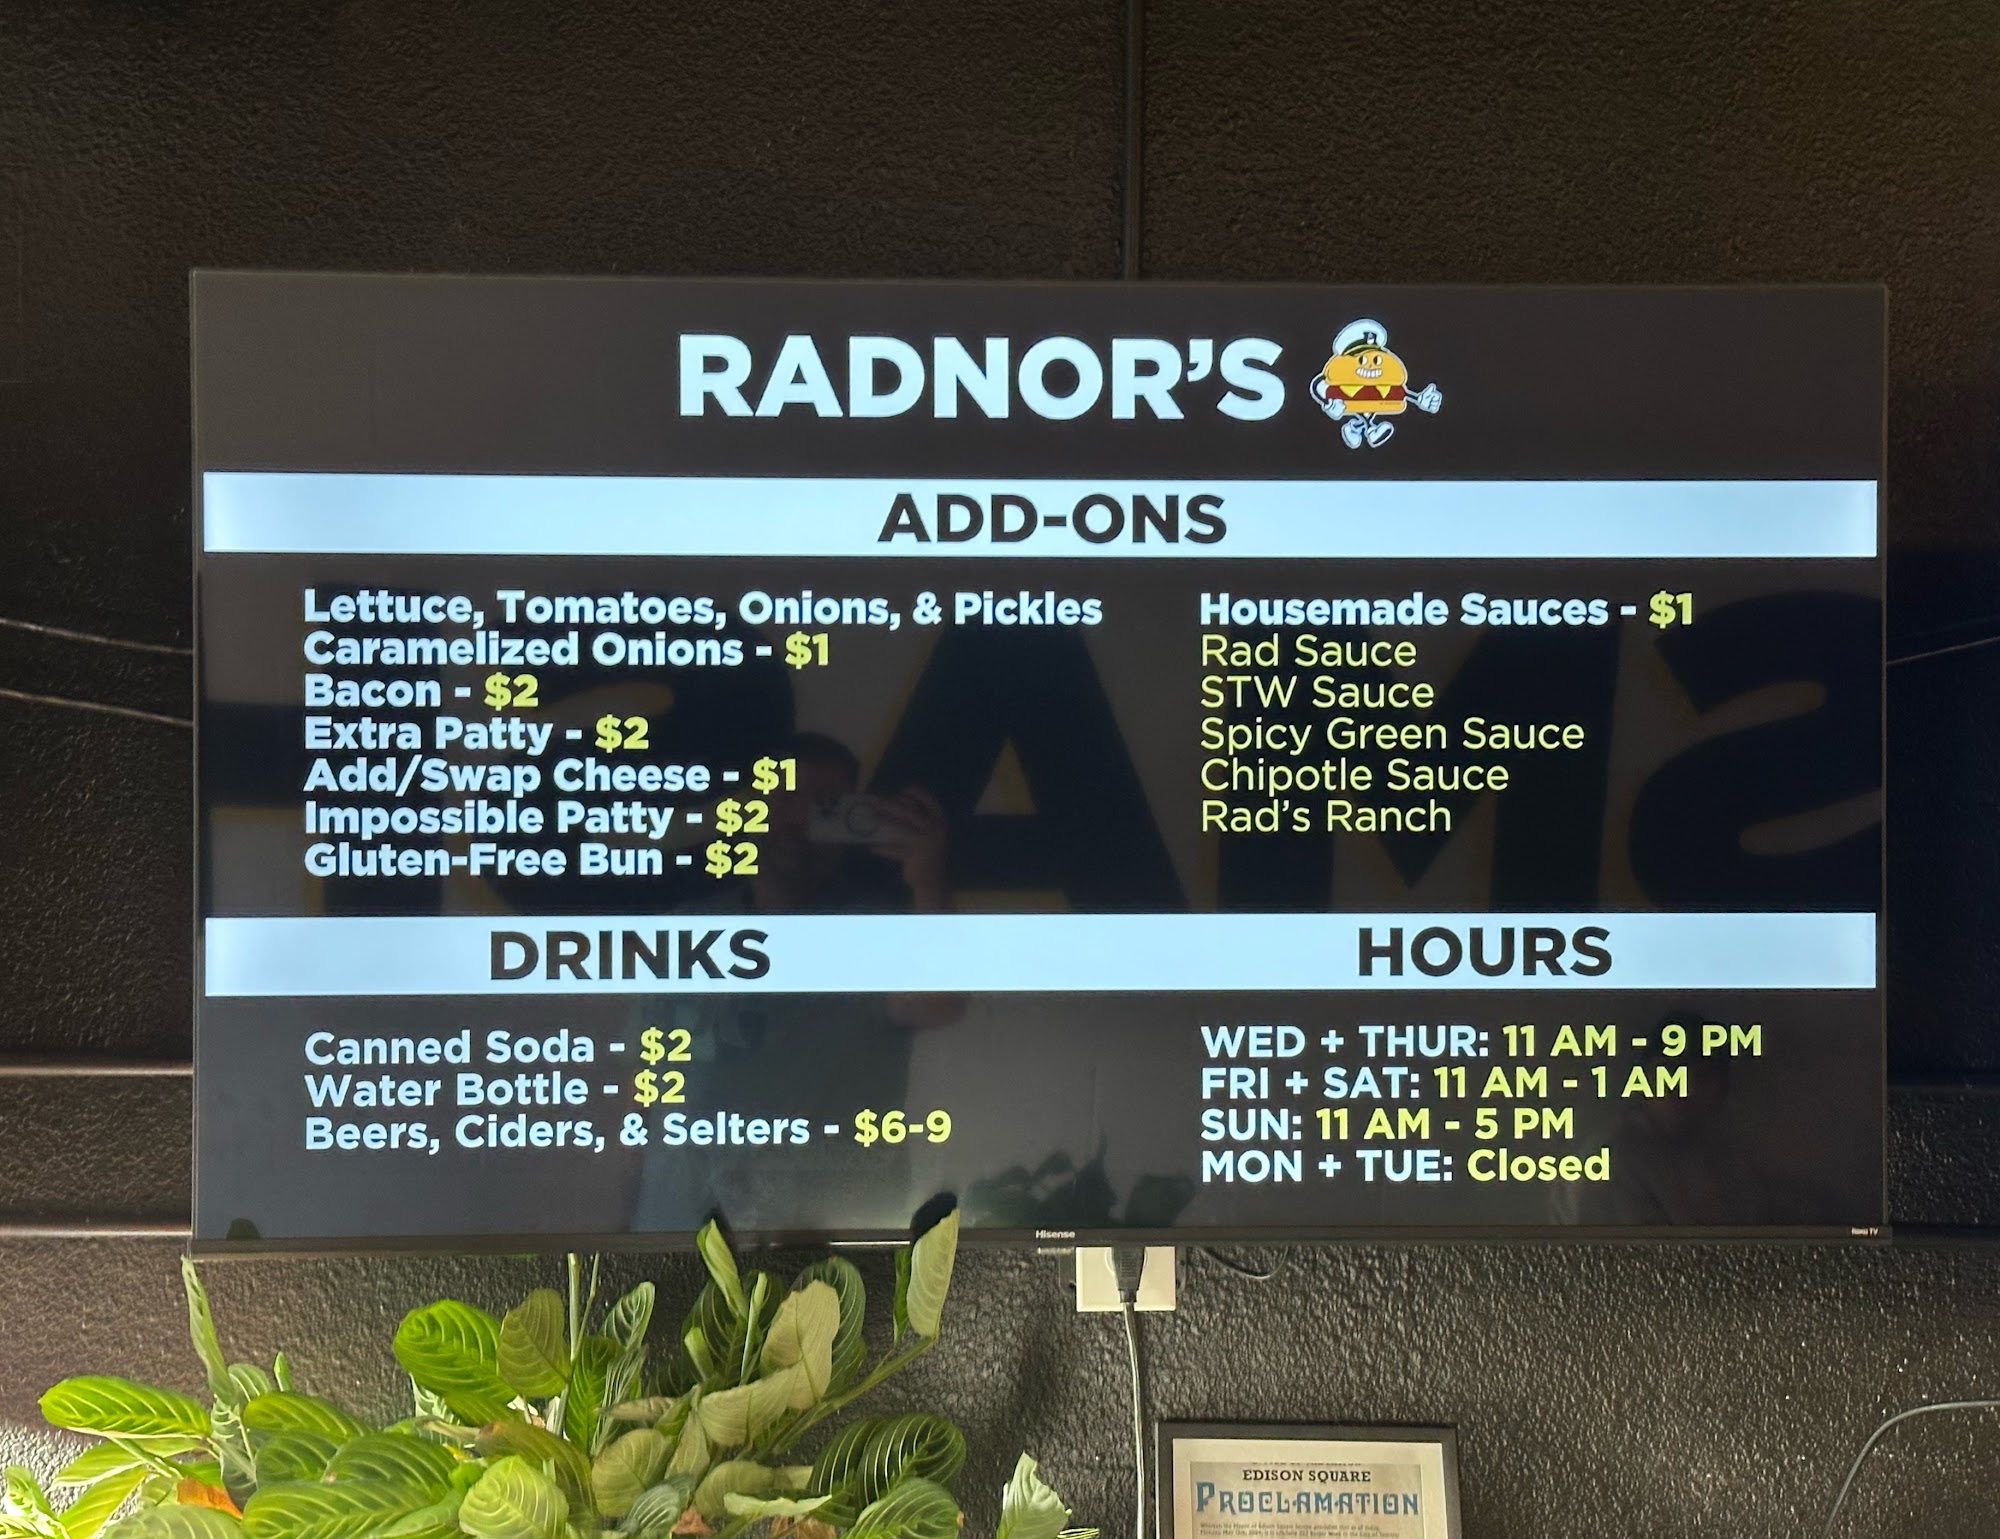 RADNOR'S
ADD-ONS
Lettuce, Tomatoes, Onions, & Pickles
Caramelized Onions - $1
Bacon - $2
Extra Patty - $2
Add/Swap Cheese - $1
Impossible Patty - $2
Gluten-Free Bun - $2
Housemade Sauces - $1
Rad Sauce
STW Sauce
Spicy Green Sauce
Chipotle Sauce
Rad's Ranch
DRINKS
Canned Soda - $2
Water Bottle - $2
Beers, Ciders, & Selters - $6-9
HOURS
WED + THUR: 11 AM - 9 PM
FRI + SAT: 11 AM - 1 AM
SUN: 11 AM - 5 PM
MON + TUE: Closed
Hisense
Roku TV
EDISON SQUARE
PROCLAMATION